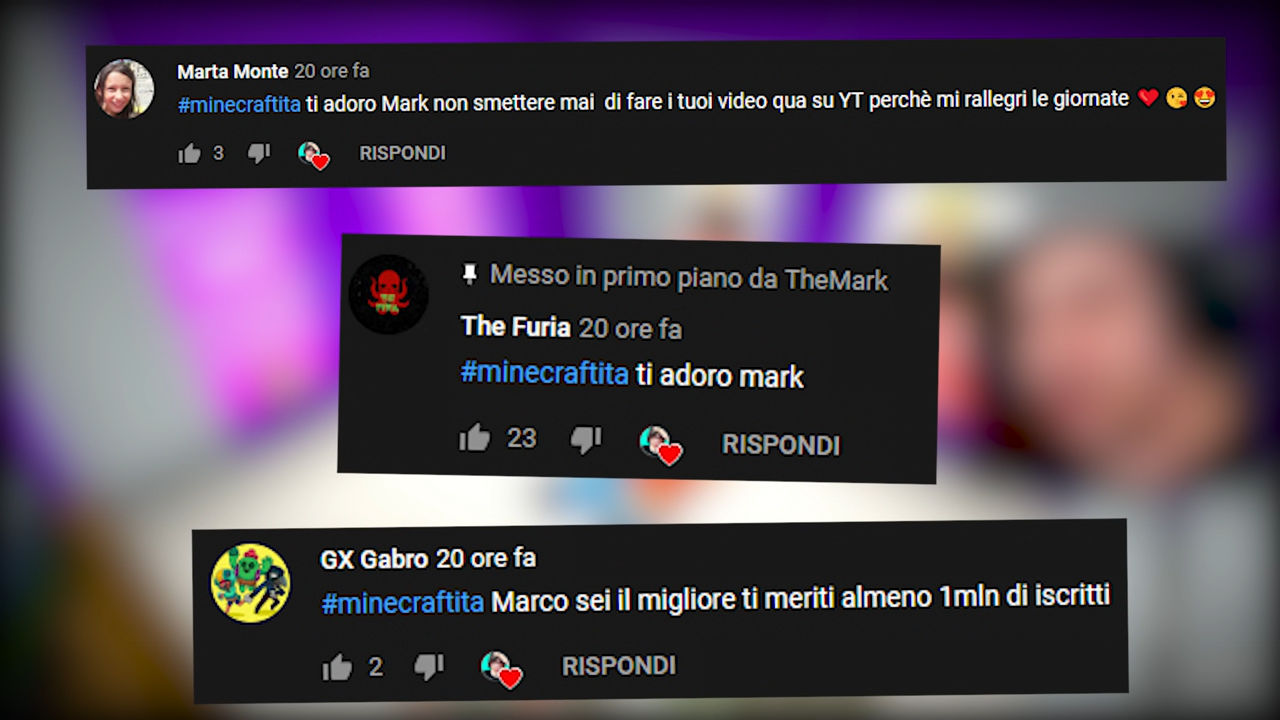 Marta Monte 20 ore fa
#minecraftita ti adoro Mark non smettere mai  di fare i tuoi video qua su YT perchè mi rallegri le giornate ❤️ 😘 😍
3 RISPONDI
Messo in primo piano da TheMark
The Furia 20 ore fa
#minecraftita ti adoro mark
23 RISPONDI
GX Gabro 20 ore fa
#minecraftita Marco sei il migliore ti meriti almeno 1mln di iscritti
2 RISPONDI